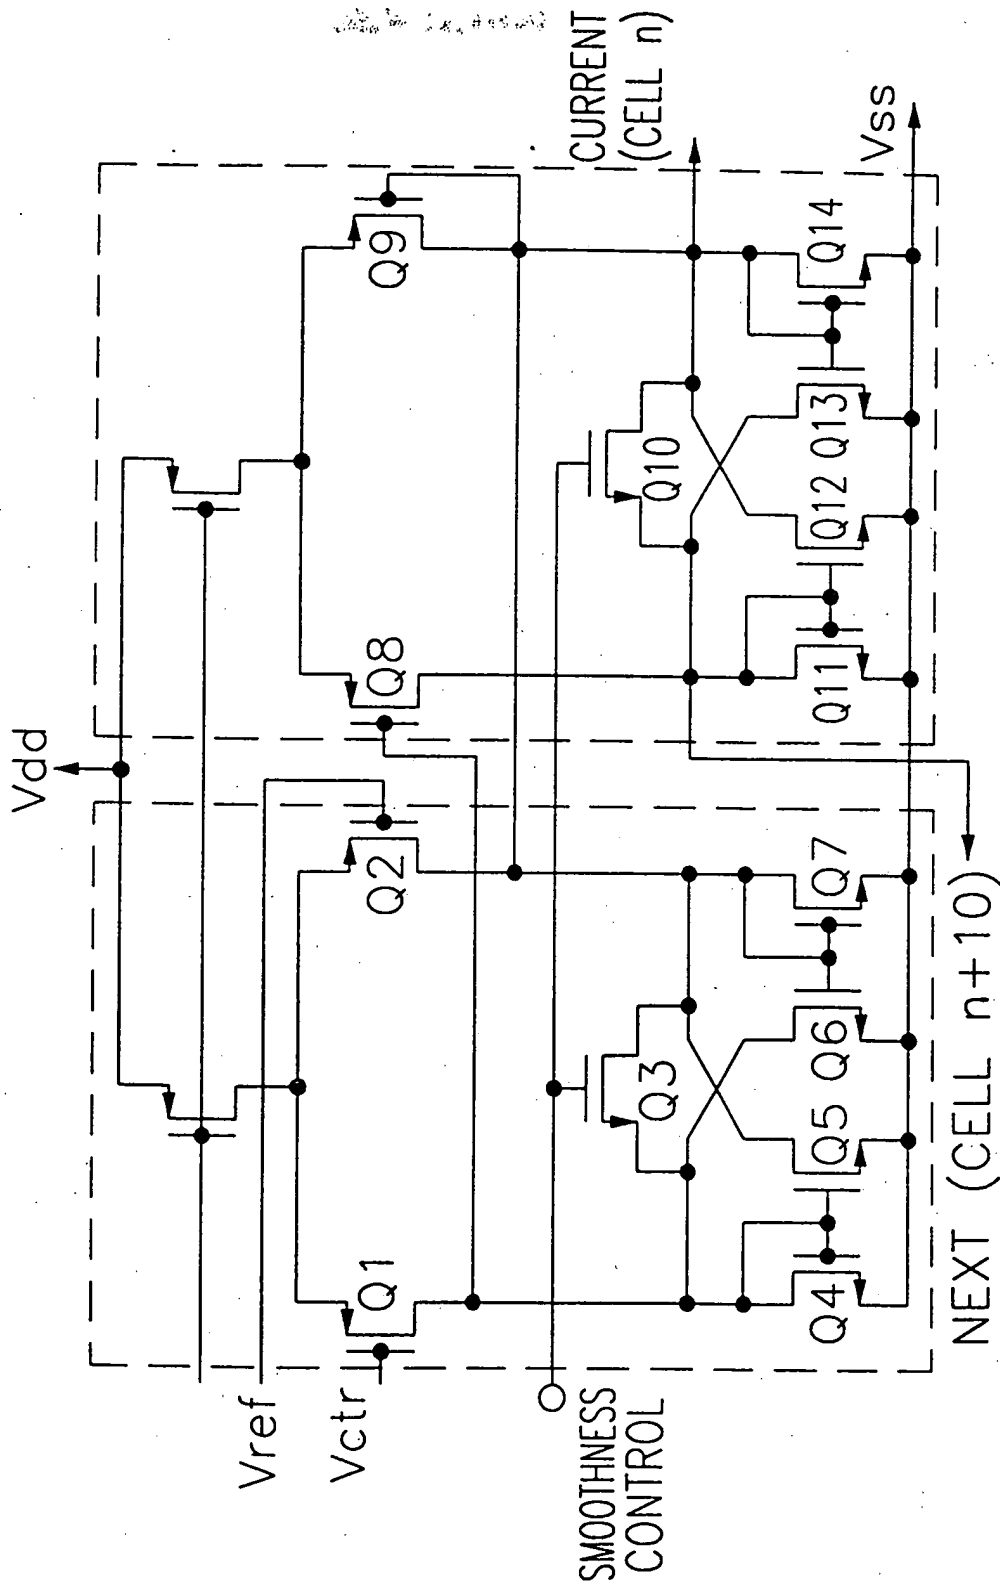 Vdd
Vref
Vctr
SMOOTHNESS
CONTROL
Q1
Q2
Q3
Q4
Q5
Q6
Q7
Q8
Q9
Q10
Q11
Q12
Q13
Q14
CURRENT
(CELL n)
Vss
NEXT (CELL n+10)